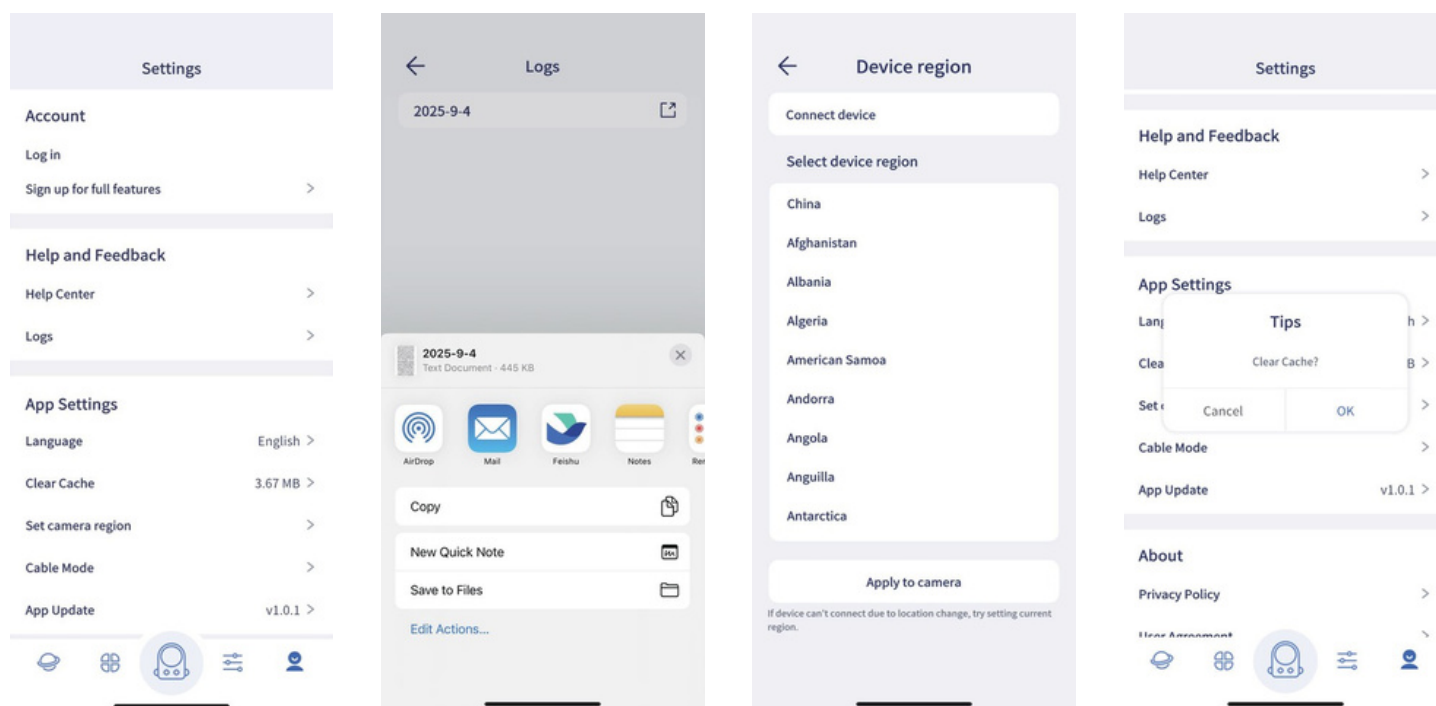 Settings
Account
Log in
Sign up for full features
Help and Feedback
Help Center
Logs
App Settings
Language English
Clear Cache 3.67 MB
Set camera region
Cable Mode
App Update v1.0.1
Logs
2025-9-4
2025-9-4
Text Document · 445 KB
AirDrop Mail Feishu Notes Rer
Copy
New Quick Note
Save to Files
Edit Actions...
Device region
Connect device
Select device region
China
Afghanistan
Albania
Algeria
American Samoa
Andorra
Angola
Anguilla
Antarctica
Apply to camera
If device can't connect due to location change, try setting current
region.
Settings
Help and Feedback
Help Center
Logs
App Settings
Lang h
Tips
Clea B
Clear Cache?
Set
Cancel OK
Cable Mode
App Update v1.0.1
About
Privacy Policy
User Agreement